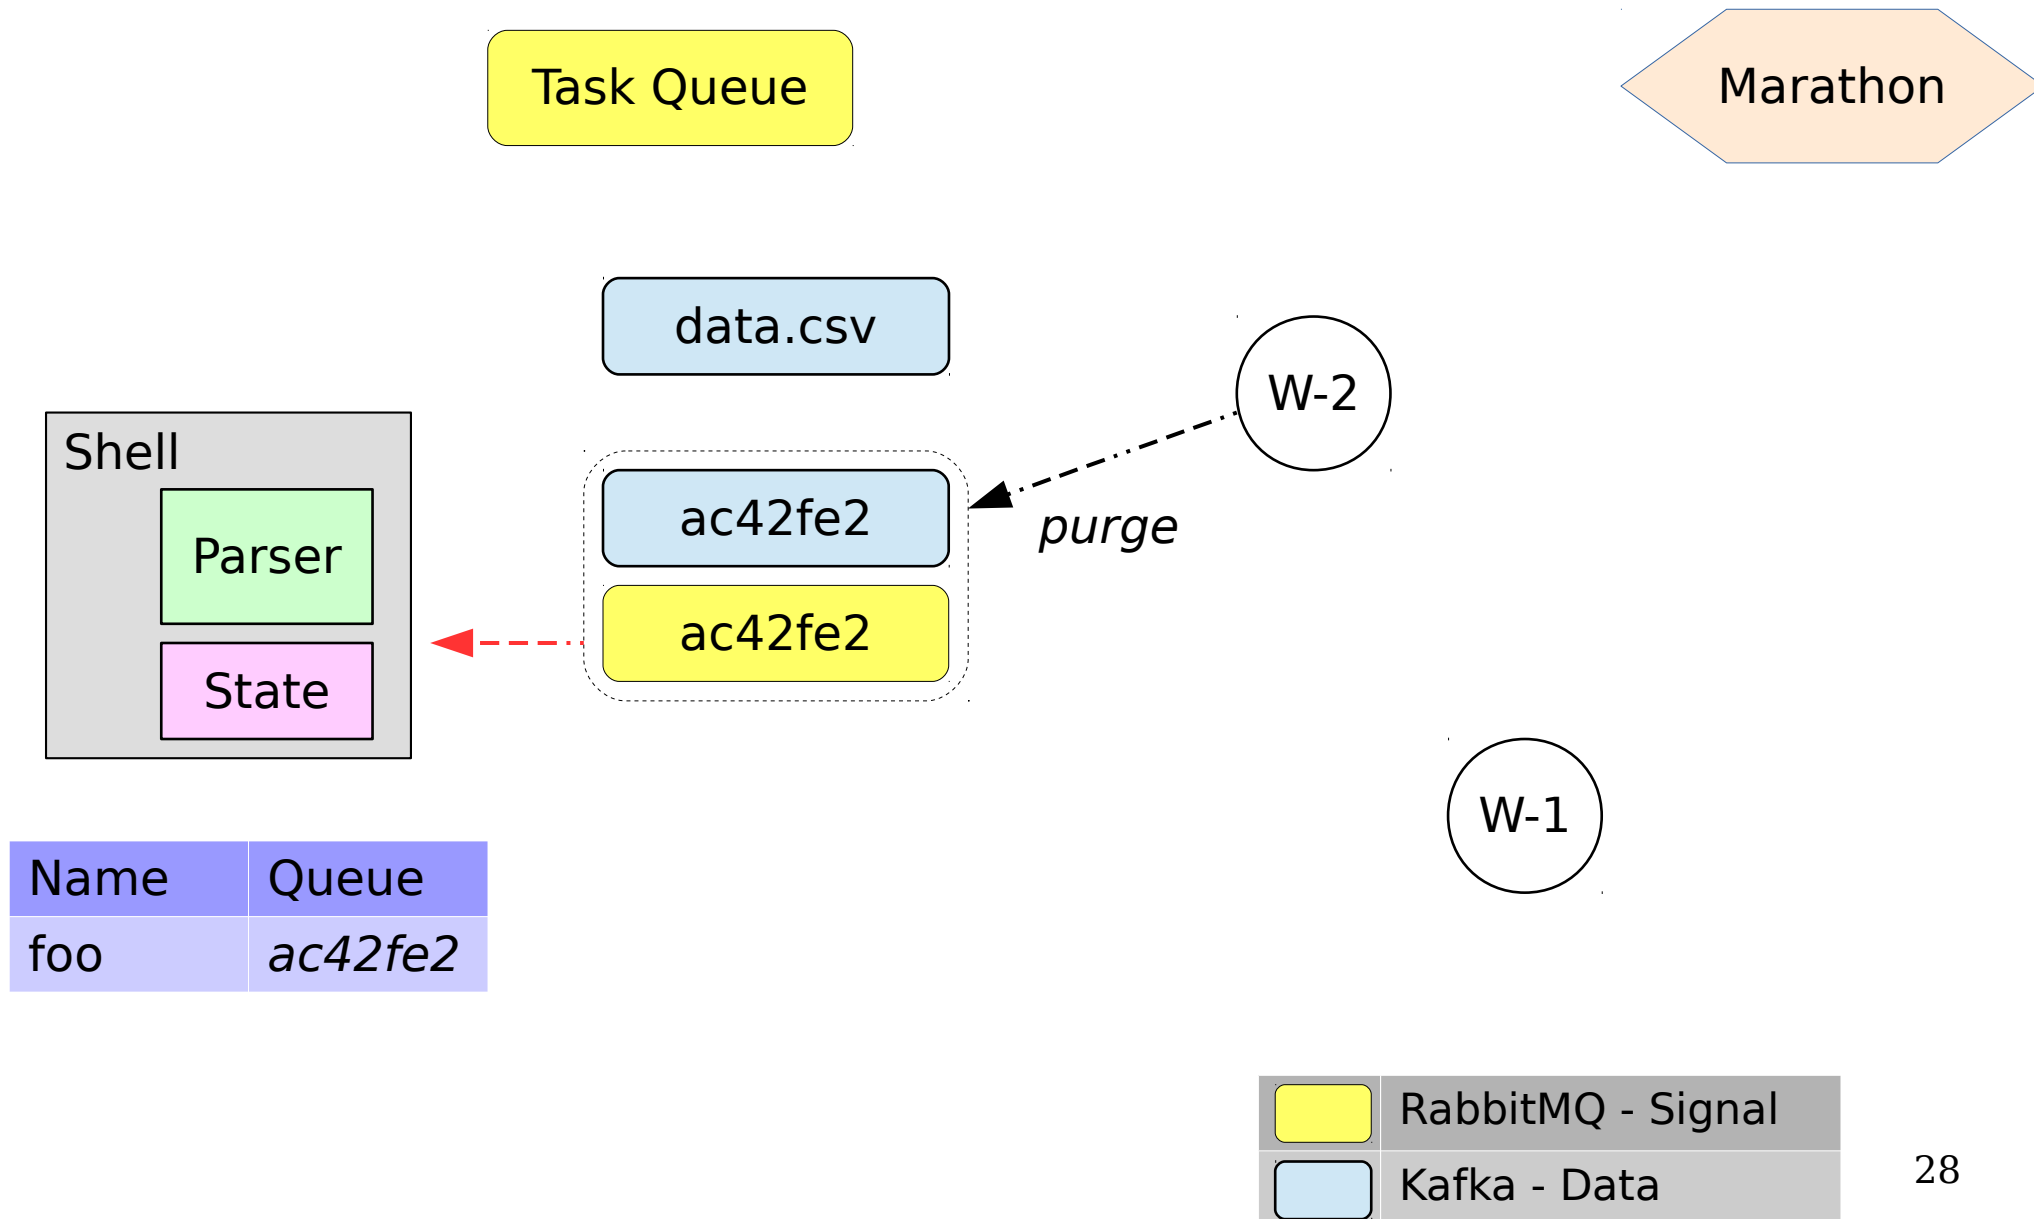 Task Queue
Marathon
data.csv
W-2
Shell
ac42fe2
purge
Parser
ac42fe2
State
W-1
Name Queue
foo ac42fe2
RabbitMQ - Signal
Kafka - Data
28